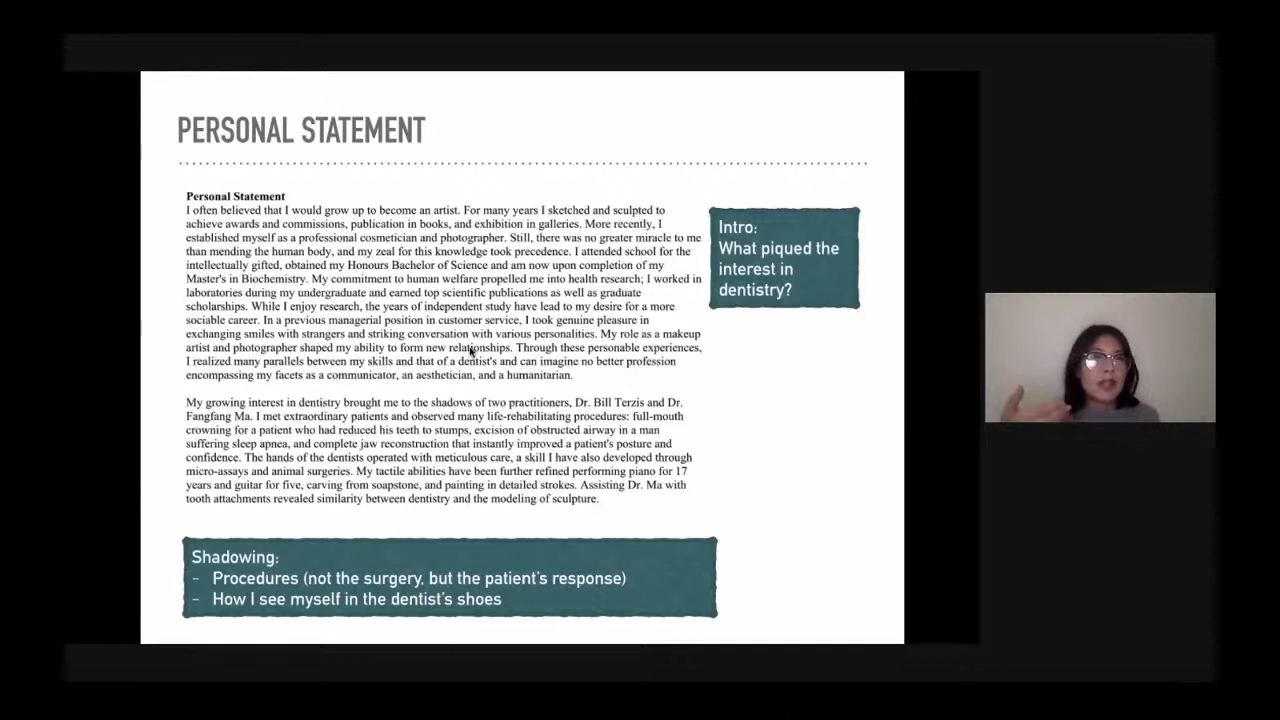 PERSONAL STATEMENT
Personal Statement
I often believed that I would grow up to become an artist. For many years I sketched and sculpted to
achieve awards and commissions, publication in books, and exhibition in galleries. More recently, I
established myself as a professional cosmetician and photographer. Still, there was no greater miracle to me
than mending the human body, and my zeal for this knowledge took precedence. I attended school for the
intellectually gifted, obtained my Honours Bachelor of Science and am now upon completion of my
Master's in Biochemistry. My commitment to human welfare propelled me into health research; I worked in
laboratories during my undergraduate and earned top scientific publications as well as graduate
scholarships. While I enjoy research, the years of independent study have lead to my desire for a more
sociable career. In a previous managerial position in customer service, I took genuine pleasure in
exchanging smiles with strangers and striking conversation with various personalities. My role as a makeup
artist and photographer shaped my ability to form new relationships. Through these personable experiences,
I realized many parallels between my skills and that of a dentist's and can imagine no better profession
encompassing my facets as a communicator, an aesthetician, and a humanitarian.
My growing interest in dentistry brought me to the shadows of two practitioners, Dr. Bill Terzis and Dr.
Fangfang Ma. I met extraordinary patients and observed many life-rehabilitating procedures: full-mouth
crowning for a patient who had reduced his teeth to stumps, excision of obstructed airway in a man
suffering sleep apnea, and complete jaw reconstruction that instantly improved a patient's posture and
confidence. The hands of the dentists operated with meticulous care, a skill I have also developed through
micro-assays and animal surgeries. My tactile abilities have been further refined performing piano for 17
years and guitar for five, carving from soapstone, and painting in detailed strokes. Assisting Dr. Ma with
tooth attachments revealed similarity between dentistry and the modeling of sculpture.
Intro:
What piqued the
interest in
dentistry?
Shadowing:
- Procedures (not the surgery, but the patient's response)
- How I see myself in the dentist's shoes